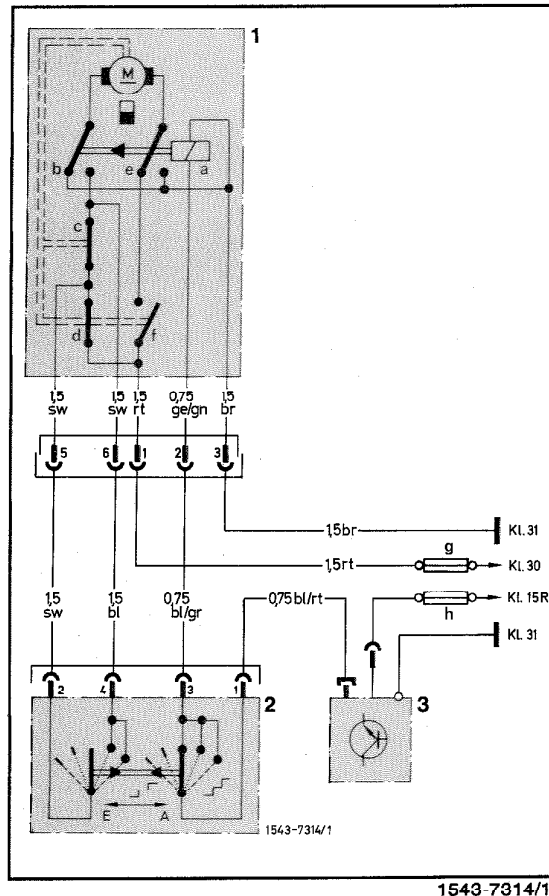 1
M
b
e
a
c
d
f
1,5 1,5 1,5 0,75 1,5
sw sw rt ge/gn br
5 6 1 2 3
1,5br Kl. 31
g
1,5rt Kl. 30
1,5 1,5 0,75 0,75bl/rt Kl. 15R
sw bl bl/gr h
Kl. 31
2 4 3 1
2 3
E A
1543-7314/1
1543-7314/1